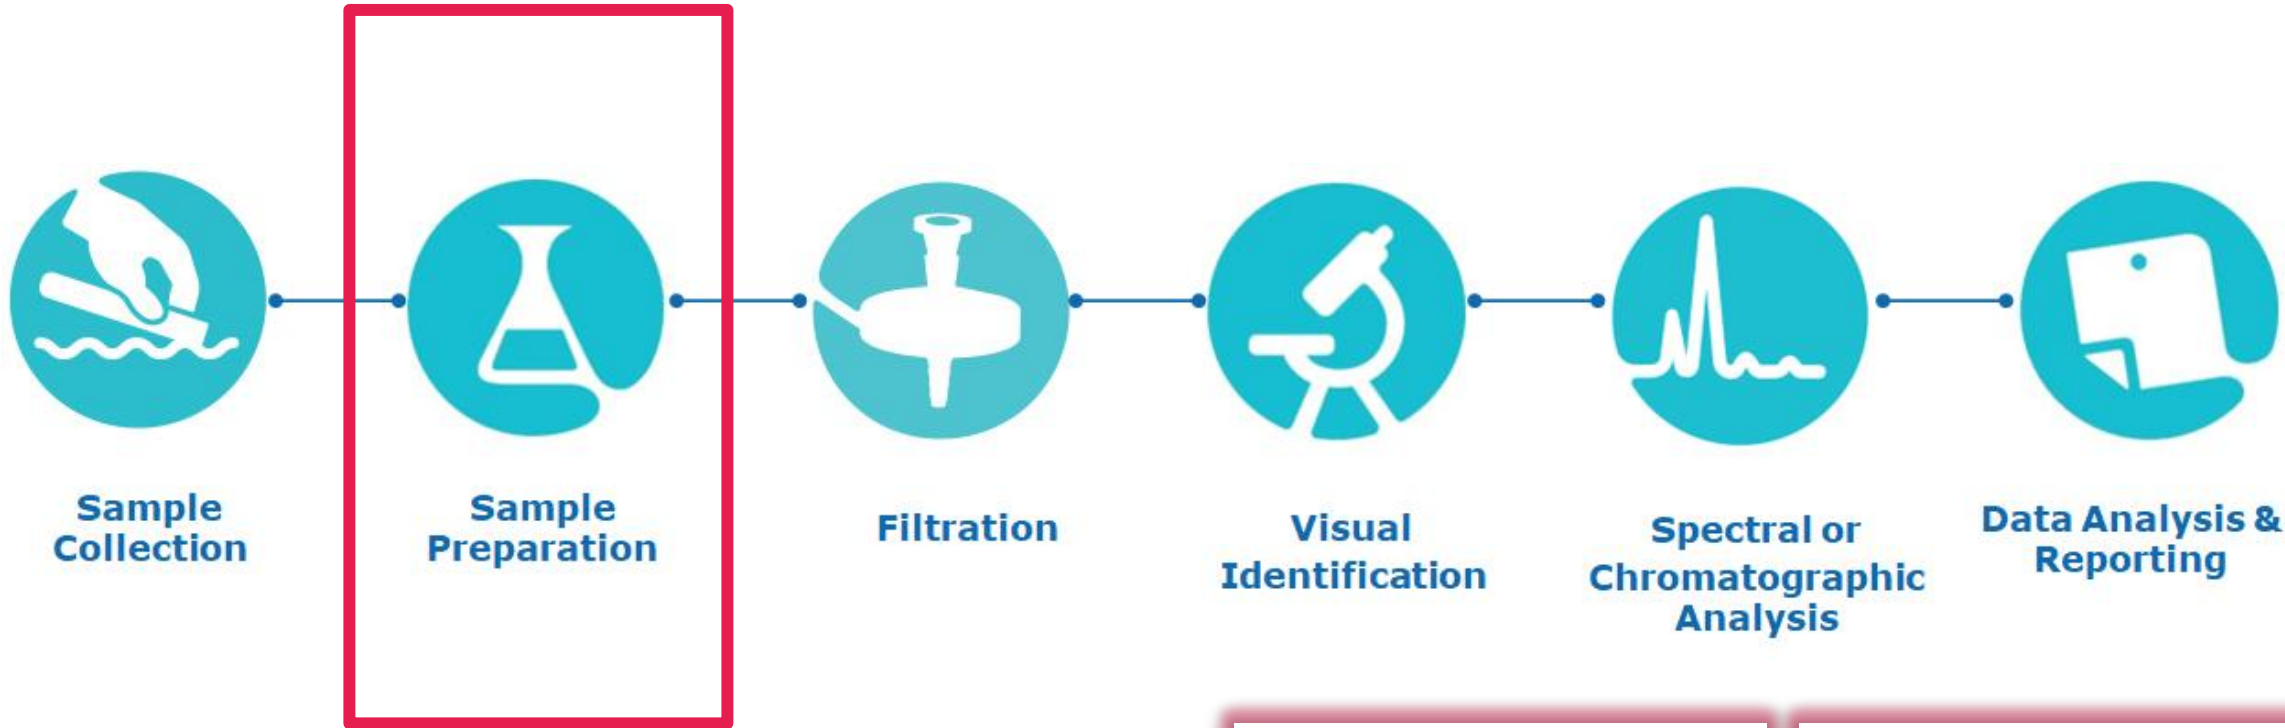 Sample
Collection
Sample
Preparation
Filtration
Visual
Identification
Spectral or
Chromatographic
Analysis
Data Analysis &
Reporting